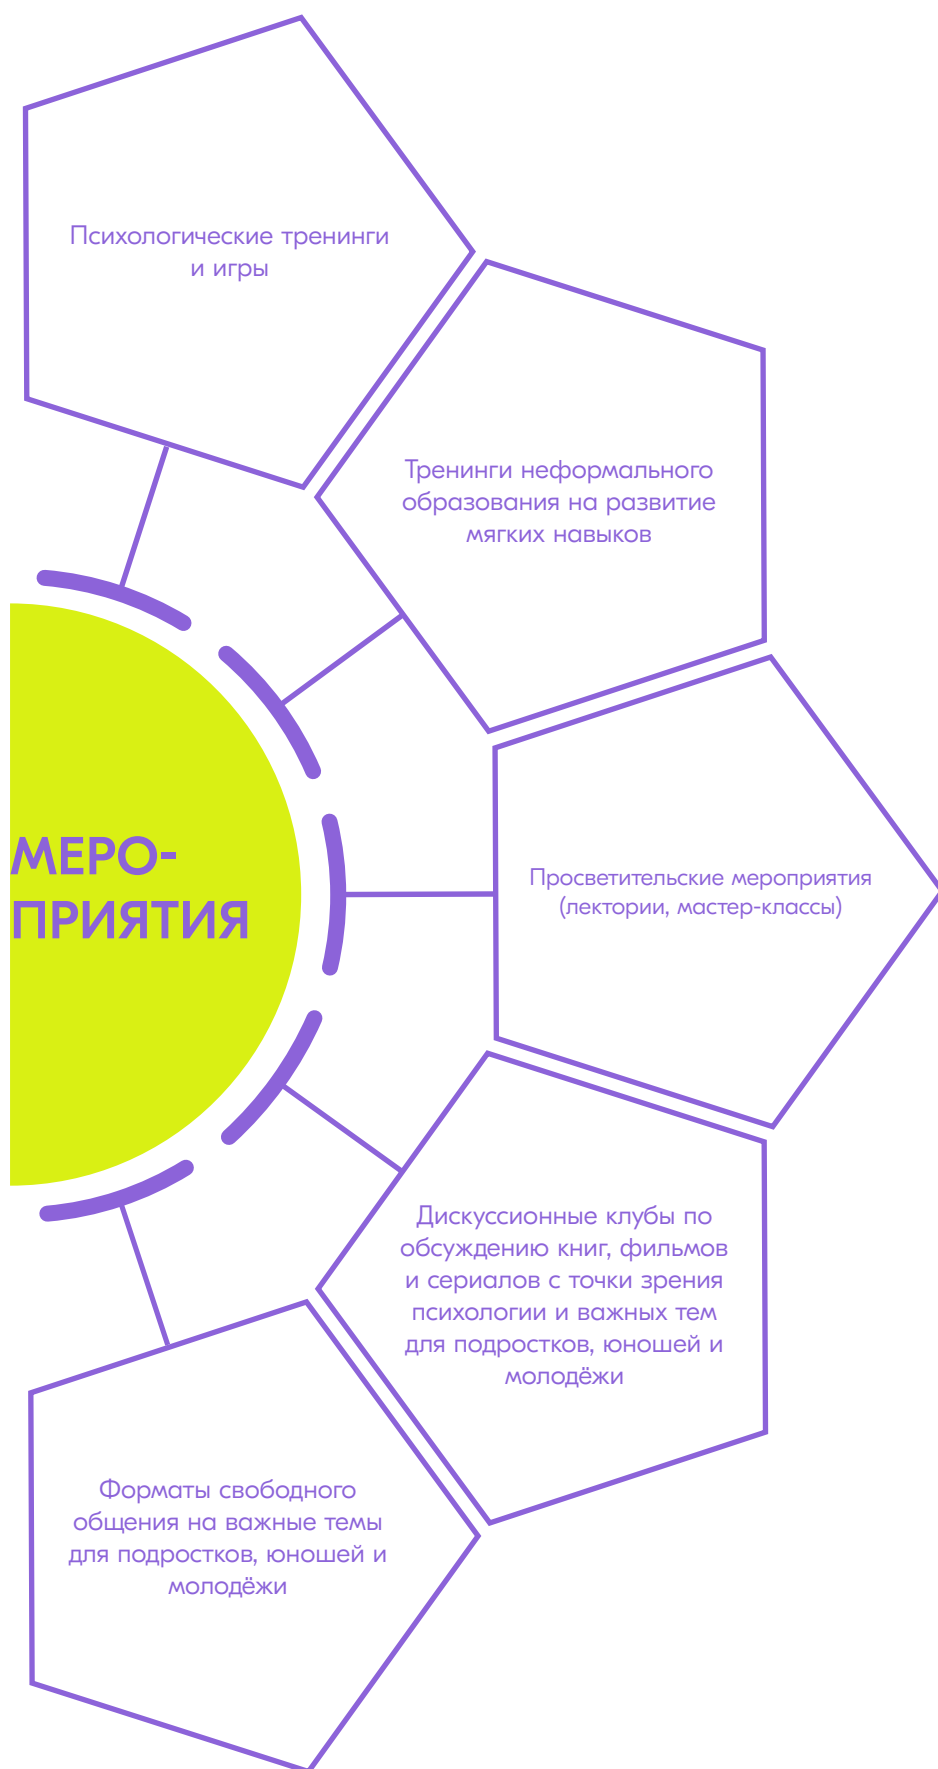 Психологические тренинги
и игры
Тренинги неформального
образования на развитие
мягких навыков
МЕРО-
ПРИЯТИЯ
Просветительские мероприятия
(лектории, мастер-классы)
Дискуссионные клубы по
обсуждению книг, фильмов
и сериалов с точки зрения
психологии и важных тем
для подростков, юношей и
молодёжи
Форматы свободного
общения на важные темы
для подростков, юношей и
молодёжи